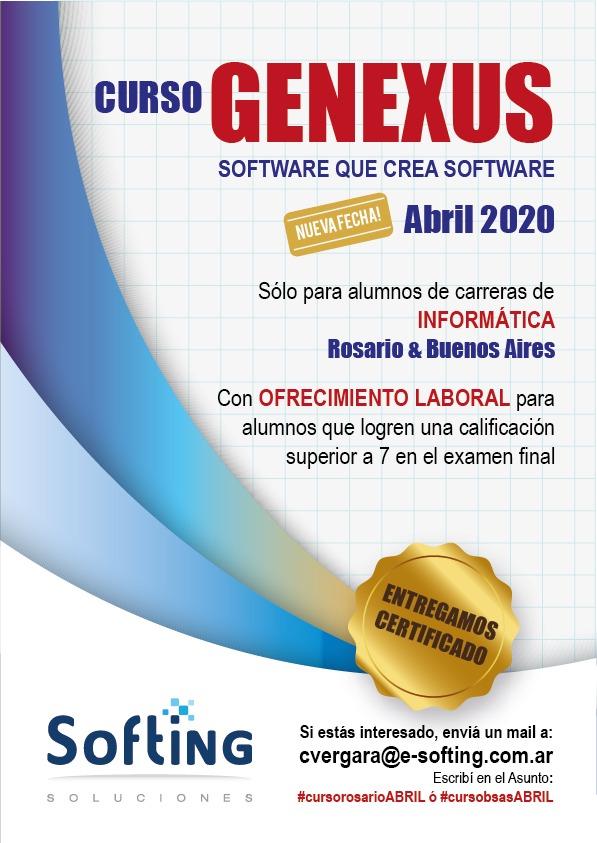 CURSO GENEXUS
SOFTWARE QUE CREA SOFTWARE
NUEVA FECHA!
Abril 2020
Sólo para alumnos de carreras de
INFORMÁTICA
Rosario & Buenos Aires
Con OFRECIMIENTO LABORAL para
alumnos que logren una calificación
superior a 7 en el examen final
ENTREGAMOS
CERTIFICADO
Softing
SOLUCIONES
Si estás interesado, enviá un mail a:
cvergara@e-softing.com.ar
Escribí en el Asunto:
#cursorosarioABRIL ó #cursobsasABRIL